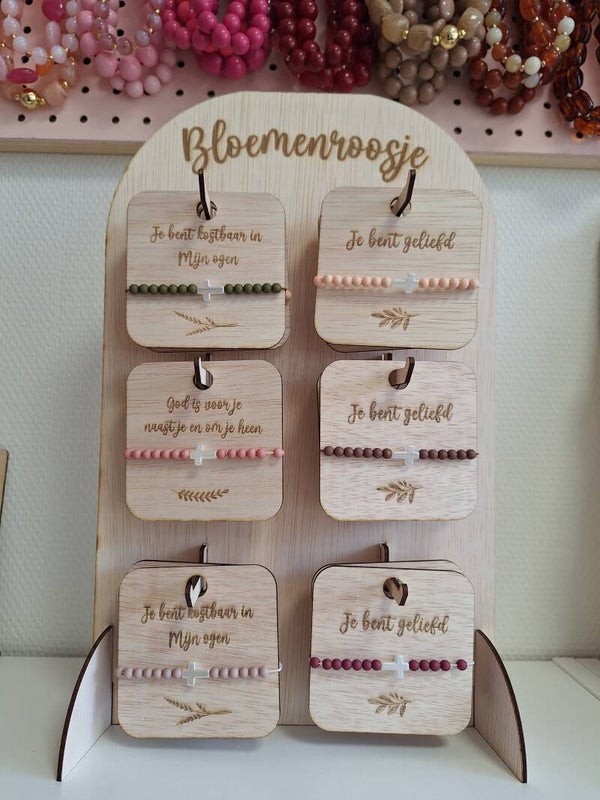 Bloemenroosje
Je bent kostbaar in
Mijn ogen
Je bent geliefd
God is voor je
naast je en om je heen
Je bent geliefd
Je bent kostbaar in
Mijn ogen
Je bent geliefd